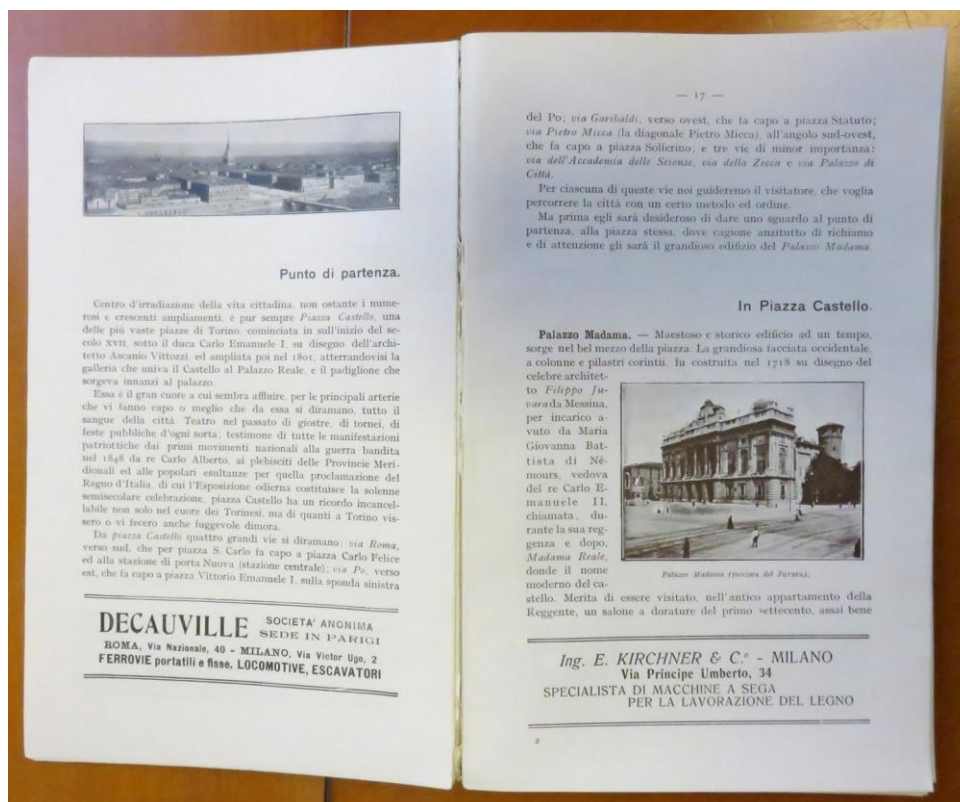 Punto di partenza.
Centro d'irradiazione della vita cittadina, non ostante i nume-
rosi e crescenti ampliamenti, è pur sempre Piazza Castello, una
delle più vaste piazze di Torino, cominciata in sull'inizio del se-
colo XVII, sotto il duca Carlo Emanuele I, su disegno dell'archi-
tetto Ascanio Vittozzi, ed ampliata poi nel 1801, atterrandovisi la
galleria che univa il Castello al Palazzo Reale, e il padiglione che
sorgeva innanzi al palazzo.
Essa è il gran cuore a cui sembra affluire, per le principali arterie
che vi fanno capo o meglio che da essa si diramano, tutto il
sangue della città. Teatro nel passato di giostre, di tornei, di
feste pubbliche d'ogni sorta; testimone di tutte le manifestazioni
patriottiche dai primi movimenti nazionali alla guerra bandita
nel 1848 da re Carlo Alberto, ai plebisciti delle Provincie Meri-
dionali ed alle popolari esultanze per quella proclamazione del
Regno d'Italia, di cui l'Esposizione odierna costituisce la solenne
semisecolare celebrazione, piazza Castello ha un ricordo incancel-
labile non solo nel cuore dei Torinesi, ma di quanti a Torino vis-
sero o vi fecero anche fuggevole dimora.
Da piazza Castello quattro grandi vie si diramano: via Roma,
verso sud, che per piazza S. Carlo fa capo a piazza Carlo Felice
ed alla stazione di porta Nuova (stazione centrale); via Po, verso
est, che fa capo a piazza Vittorio Emanuele I, sulla sponda sinistra
DECAUVILLE SOCIETA' ANONIMA
SEDE IN PARIGI
ROMA, Via Nazionale, 40 - MILANO, Via Victor Ugo, 2
FERROVIE portatili e fisse, LOCOMOTIVE, ESCAVATORI
— 17 —
del Po; via Garibaldi, verso ovest, che fa capo a piazza Statuto;
via Pietro Micca (la diagonale Pietro Micca), all'angolo sud-ovest,
che fa capo a piazza Solferino; e tre vie di minor importanza:
via dell'Accademia delle Scienze, via della Zecca e via Palazzo di
Città.
Per ciascuna di queste vie noi guideremo il visitatore, che voglia
percorrere la città con un certo metodo ed ordine.
Ma prima egli sarà desideroso di dare uno sguardo al punto di
partenza, alla piazza stessa, dove cagione anzitutto di richiamo
e di attenzione gli sarà il grandioso edifizio del Palazzo Madama.
In Piazza Castello.
Palazzo Madama. — Maestoso e storico edificio ad un tempo,
sorge nel bel mezzo della piazza. La grandiosa facciata occidentale,
a colonne e pilastri corintii, fu costruita nel 1718 su disegno del
celebre architet-
to Filippo Ju-
vara da Messina,
per incarico a-
vuto da Maria
Giovanna Bat-
tista di Né-
mours, vedova
del re Carlo E-
manuele II,
chiamata, du-
rante la sua reg-
genza e dopo,
Madama Reale,
donde il nome
moderno del ca-
stello. Merita di essere visitato, nell'antico appartamento della
Reggente, un salone a dorature del primo settecento, assai bene
Palazzo Madama (facciata del Juvara).
Ing. E. KIRCHNER & C.º - MILANO
Via Principe Umberto, 34
SPECIALISTA DI MACCHINE A SEGA
PER LA LAVORAZIONE DEL LEGNO
2